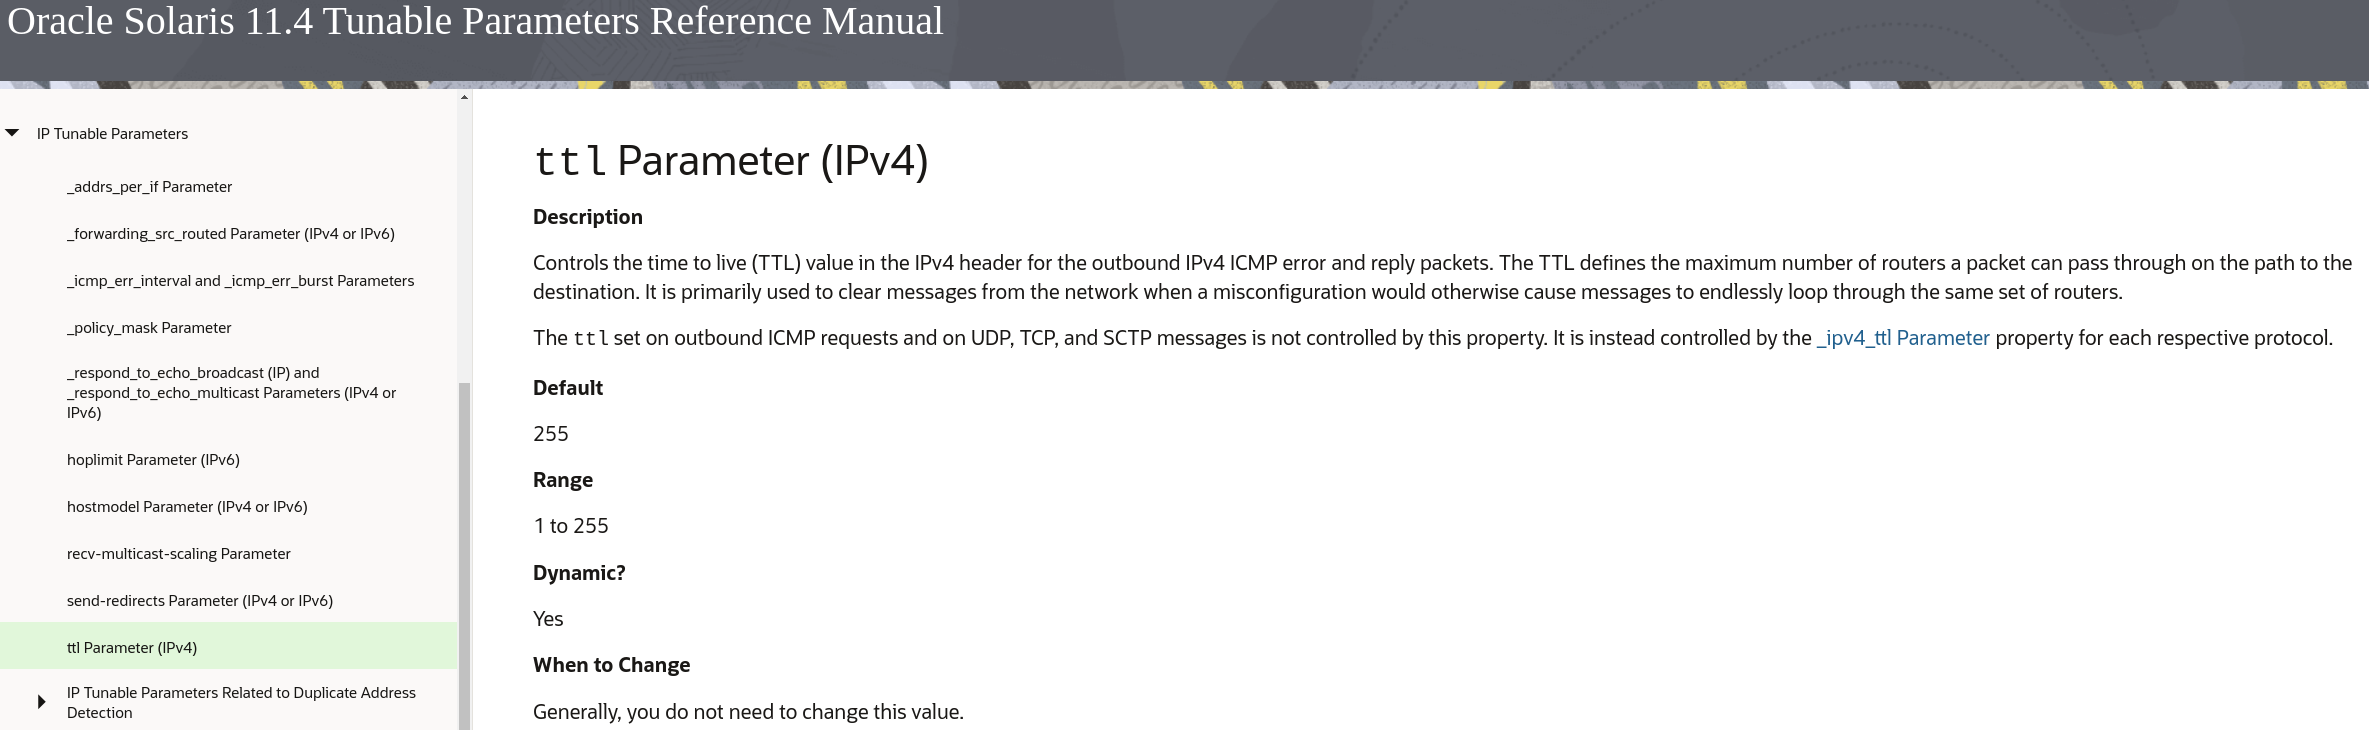 Oracle Solaris 11.4 Tunable Parameters Reference Manual
IP Tunable Parameters
_addrs_per_if Parameter
_forwarding_src_routed Parameter (IPv4 or IPv6)
_icmp_err_interval and _icmp_err_burst Parameters
_policy_mask Parameter
_respond_to_echo_broadcast (IP) and
_respond_to_echo_multicast Parameters (IPv4 or
IPv6)
hoplimit Parameter (IPv6)
hostmodel Parameter (IPv4 or IPv6)
recv-multicast-scaling Parameter
send-redirects Parameter (IPv4 or IPv6)
ttl Parameter (IPv4)
IP Tunable Parameters Related to Duplicate Address
Detection
ttl Parameter (IPv4)
Description
Controls the time to live (TTL) value in the IPv4 header for the outbound IPv4 ICMP error and reply packets. The TTL defines the maximum number of routers a packet can pass through on the path to the
destination. It is primarily used to clear messages from the network when a misconfiguration would otherwise cause messages to endlessly loop through the same set of routers.
The ttl set on outbound ICMP requests and on UDP, TCP, and SCTP messages is not controlled by this property. It is instead controlled by the _ipv4_ttl Parameter property for each respective protocol.
Default
255
Range
1 to 255
Dynamic?
Yes
When to Change
Generally, you do not need to change this value.